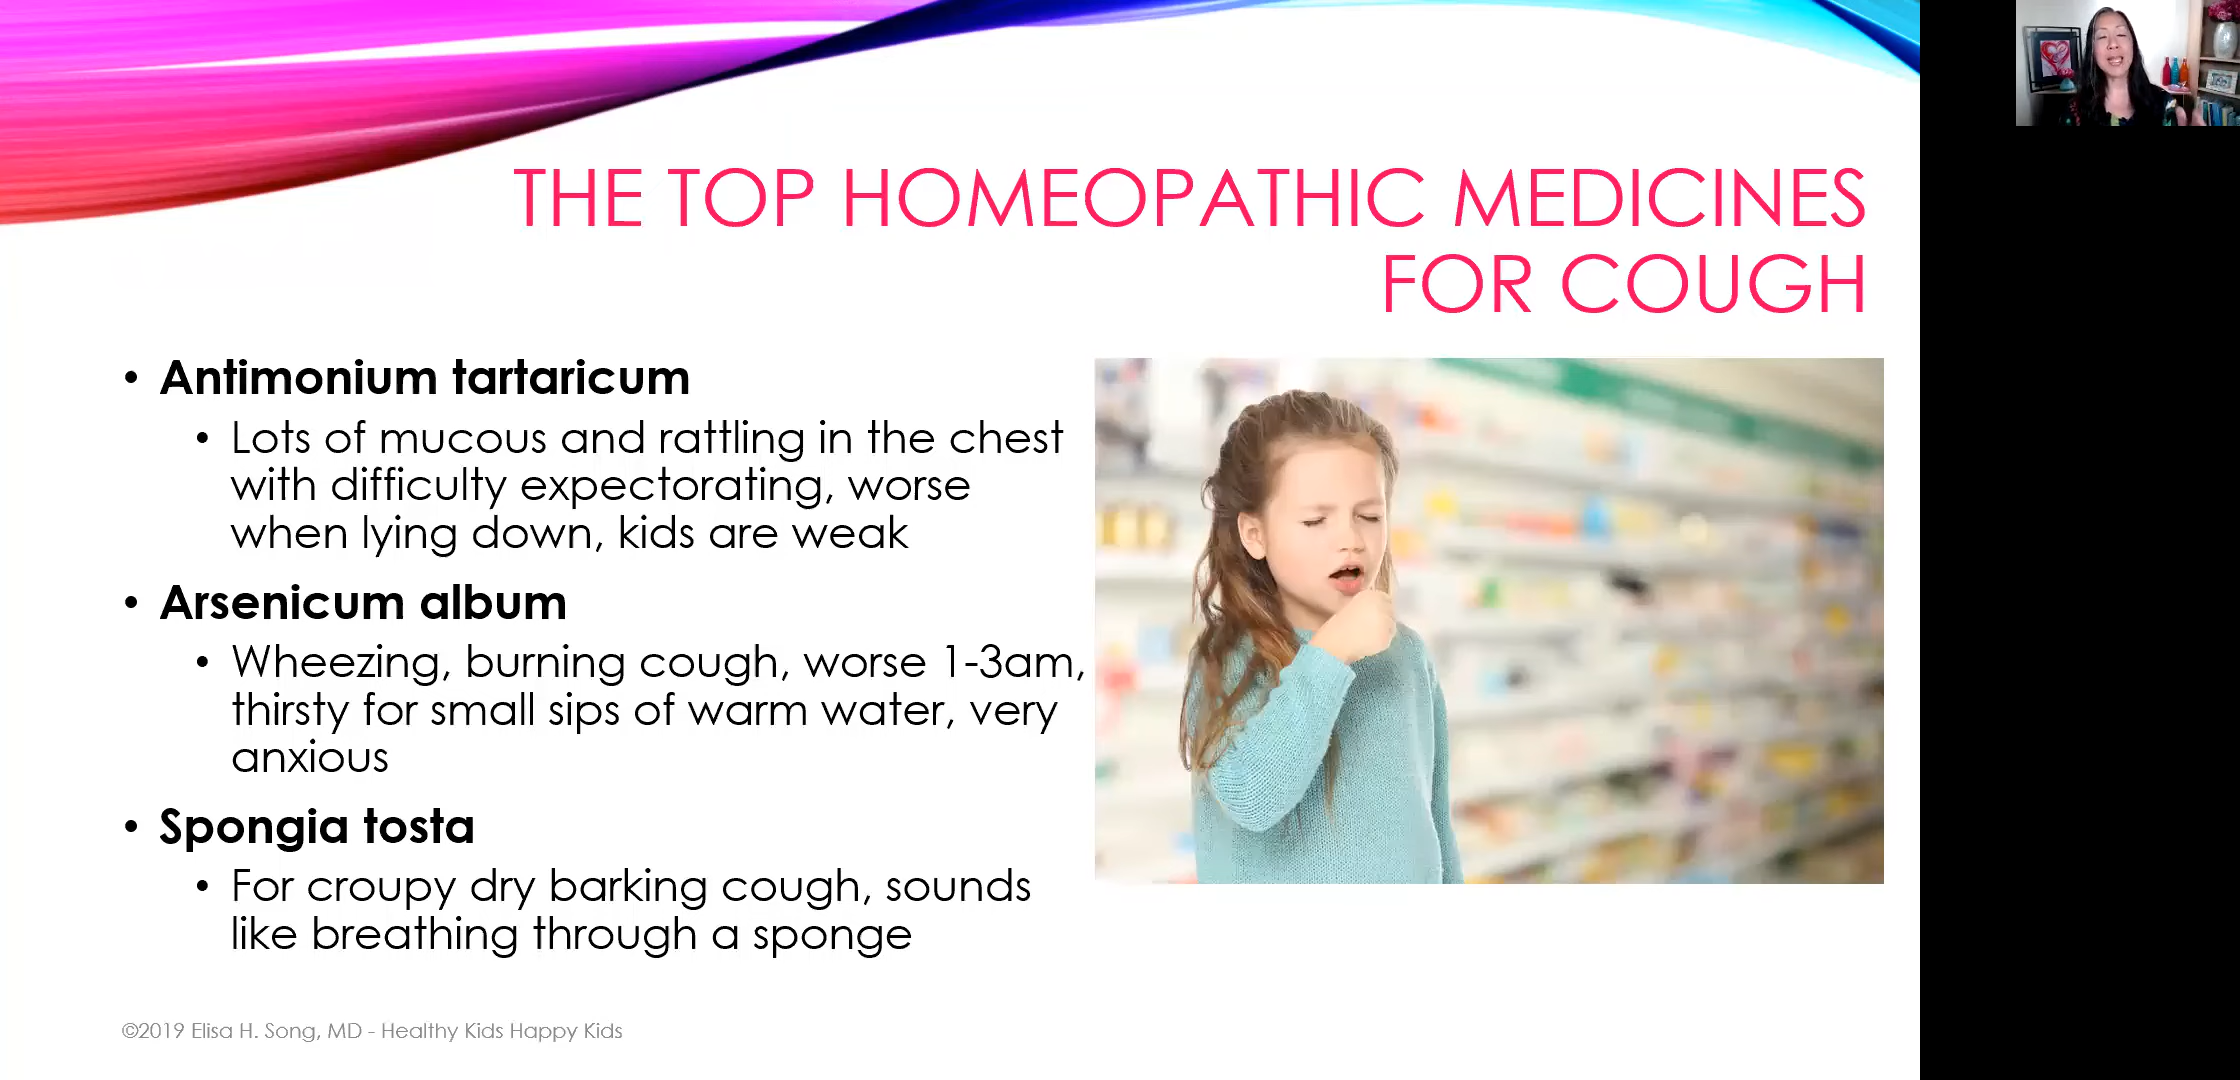 THE TOP HOMEOPATHIC MEDICINES
FOR COUGH
• Antimonium tartaricum
• Lots of mucous and rattling in the chest
with difficulty expectorating, worse
when lying down, kids are weak
• Arsenicum album
• Wheezing, burning cough, worse 1-3am,
thirsty for small sips of warm water, very
anxious
• Spongia tosta
• For croupy dry barking cough, sounds
like breathing through a sponge
©2019 Elisa H. Song, MD - Healthy Kids Happy Kids